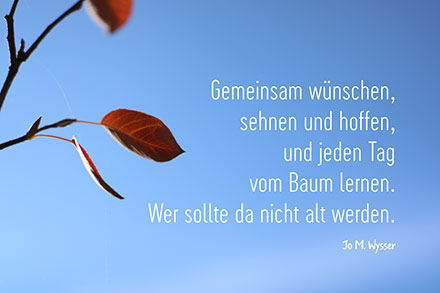 Gemeinsam wünschen,
sehnen und hoffen,
und jeden Tag
vom Baum lernen.
Wer sollte da nicht alt werden.
Jo M. Wysser